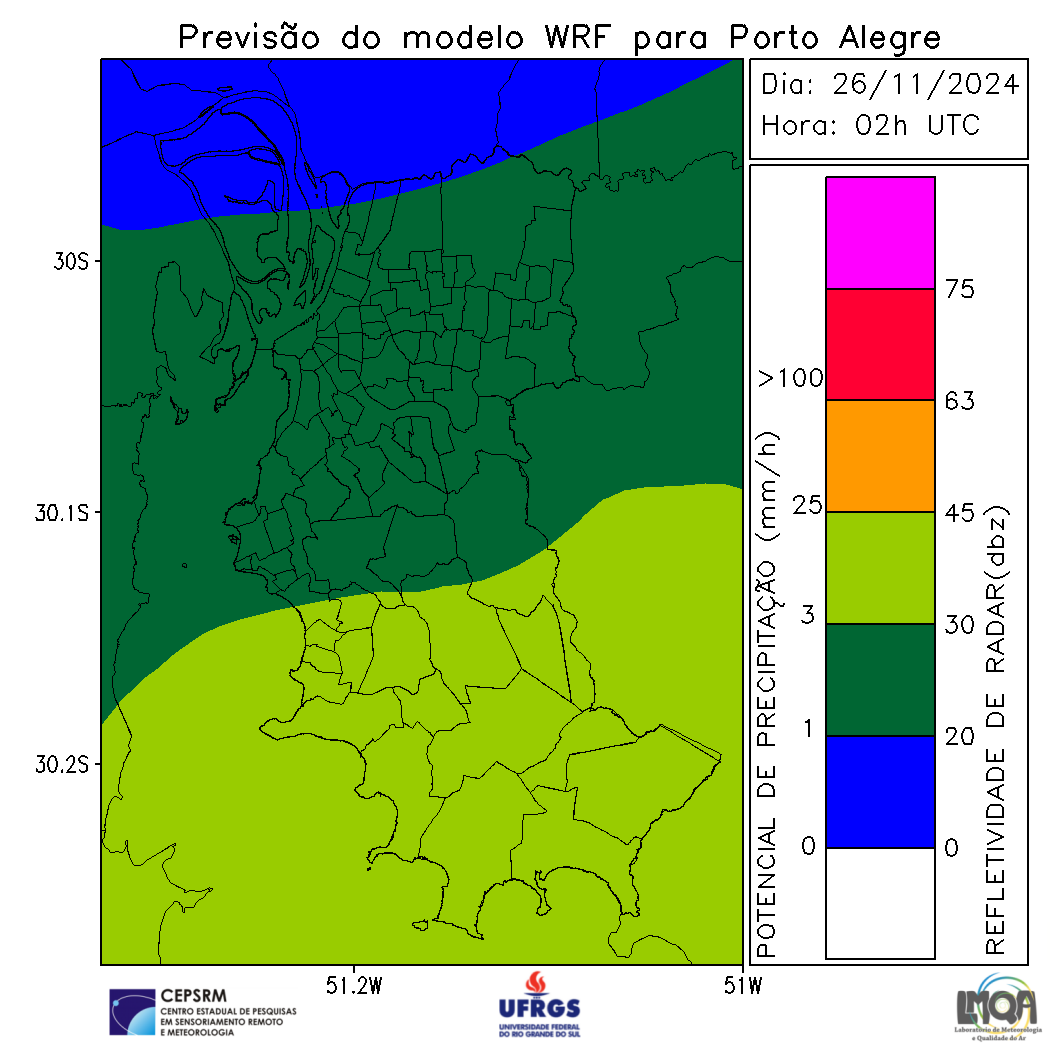 Previsão do modelo WRF para Porto Alegre
Dia: 26/11/2024
Hora: 02h UTC
30S
30.1S
30.2S
51.2W
51W
POTENCIAL DE PRECIPITAÇÃO (mm/h)
>100
25
3
1
0
75
63
45
30
20
0
REFLETIVIDADE DE RADAR(dbz)
CEPSRM
CENTRO ESTADUAL DE PESQUISAS
EM SENSORIAMENTO REMOTO
E METEOROLOGIA
UFRGS
UNIVERSIDADE FEDERAL
DO RIO GRANDE DO SUL
LMQA
Laboratório de Meteorologia
e Qualidade do Ar